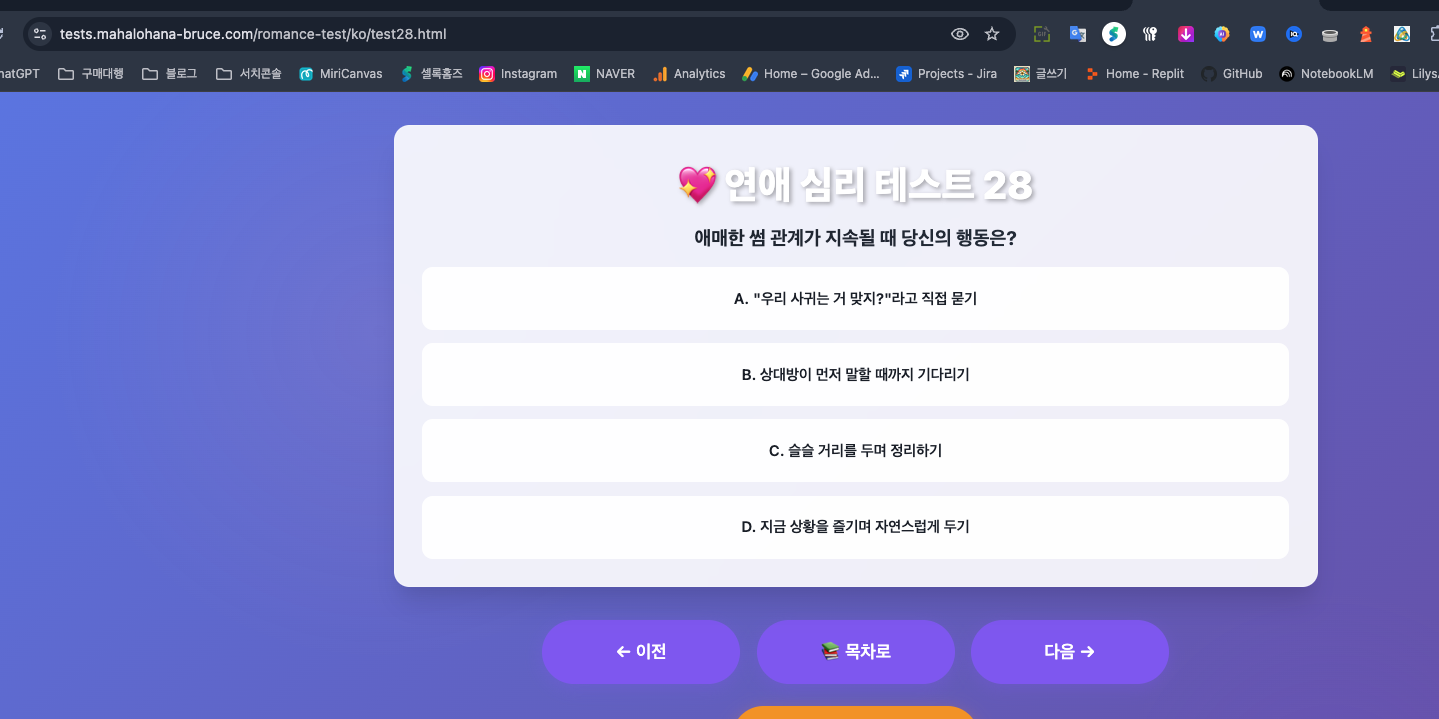 tests.mahalohana-bruce.com/romance-test/ko/test28.html
hatGPT 구매대행 블로그 서치콘솔 MiriCanvas 셀록홈즈 Instagram NAVER Analytics Home – Google Ad... Projects - Jira 글쓰기 Home - Replit GitHub NotebookLM LilysA
💖 연애 심리 테스트 28
애매한 썸 관계가 지속될 때 당신의 행동은?
A. "우리 사귀는 거 맞지?"라고 직접 묻기
B. 상대방이 먼저 말할 때까지 기다리기
C. 슬슬 거리를 두며 정리하기
D. 지금 상황을 즐기며 자연스럽게 두기
← 이전 📚 목차로 다음 →